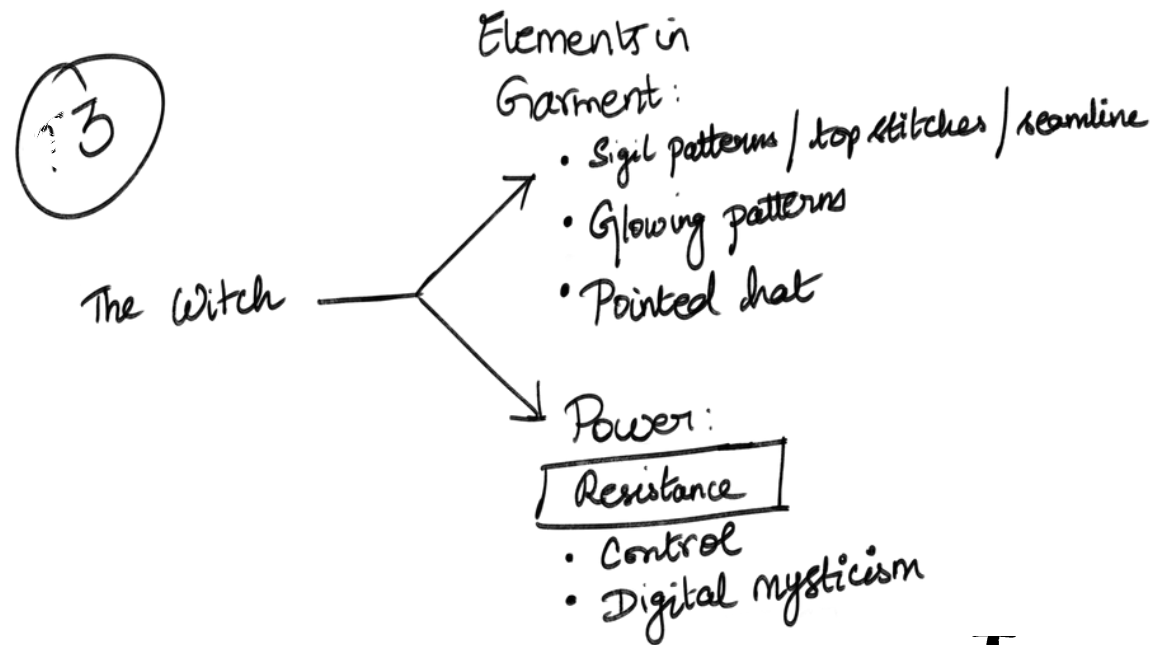 3
Elements in
Garment:
• Sigil patterns / top stitches / seamline
• Glowing patterns
• Pointed hat
The Witch
Power:
Resistance
• Control
• Digital mysticism